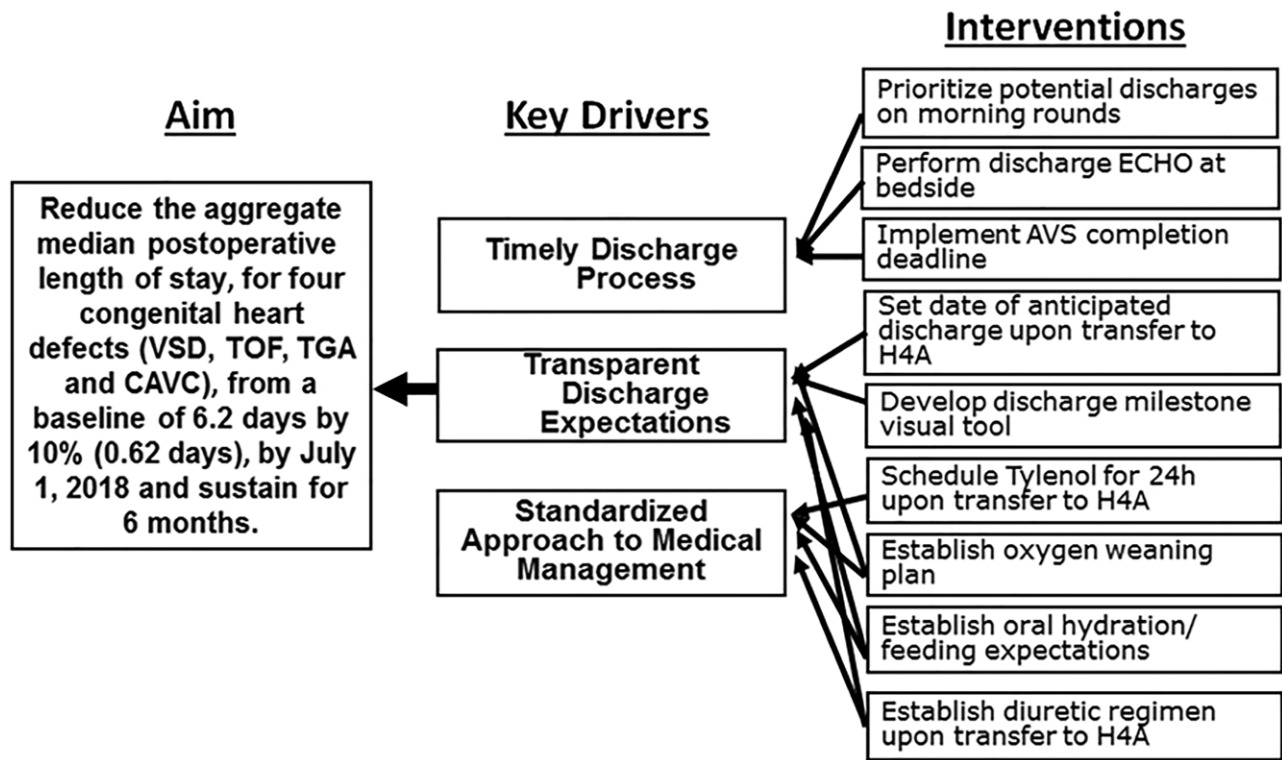 Aim
Reduce the aggregate
median postoperative
length of stay, for four
congenital heart
defects (VSD, TOF, TGA
and CAVC), from a
baseline of 6.2 days by
10% (0.62 days), by July
1, 2018 and sustain for
6 months.
Key Drivers
Timely Discharge
Process
Transparent
Discharge
Expectations
Standardized
Approach to Medical
Management
Interventions
Prioritize potential discharges
on morning rounds
Perform discharge ECHO at
bedside
Implement AVS completion
deadline
Set date of anticipated
discharge upon transfer to
H4A
Develop discharge milestone
visual tool
Schedule Tylenol for 24h
upon transfer to H4A
Establish oxygen weaning
plan
Establish oral hydration/
feeding expectations
Establish diuretic regimen
upon transfer to H4A